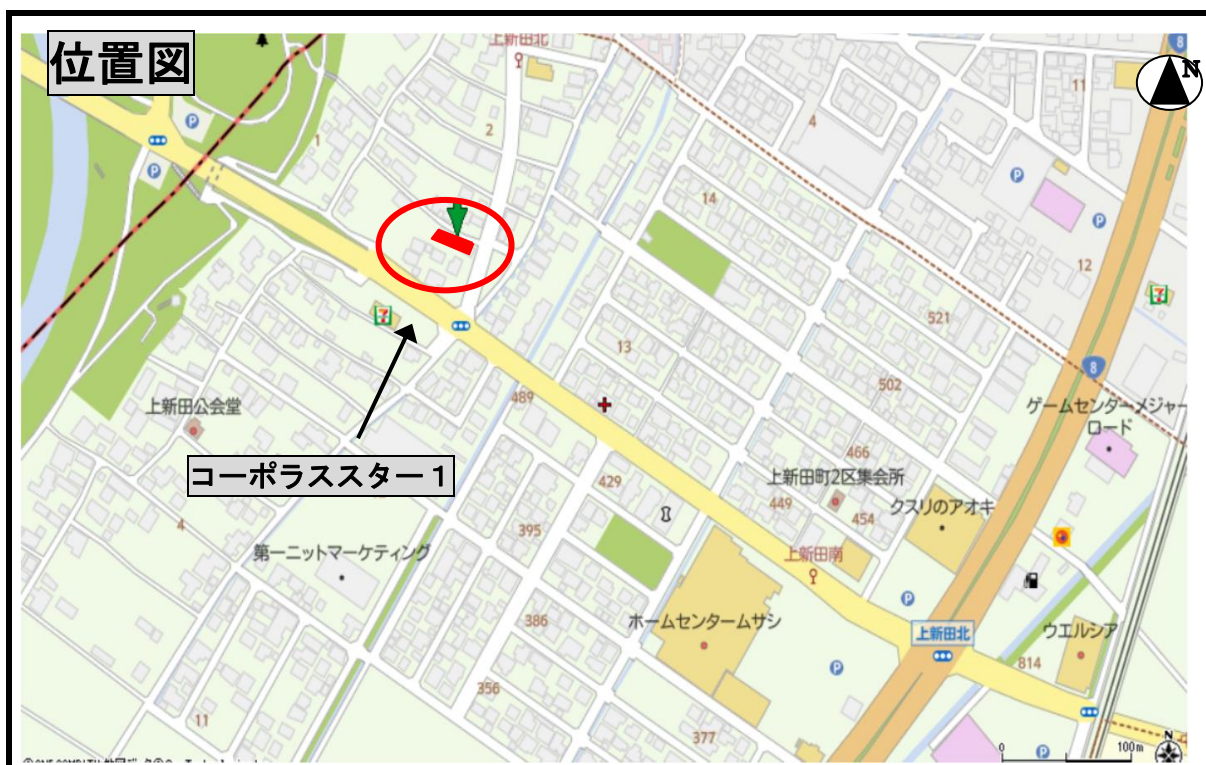 位置図
N
上新田北
8
11
P
2
4
1
P
P
14
P
12
7
521
7
13
8
502
489
ゲームセンターメジャー
ロード
上新田公会堂
466
コーポラススター１
429
上新田町2区集会所
449
454
クスリのアオキ
4
395
第一ニットマーケティング
上新田南
P
386
ホームセンタームサシ
上新田北
ウエルシア
814
P
356
11
377
P
0
100m
N